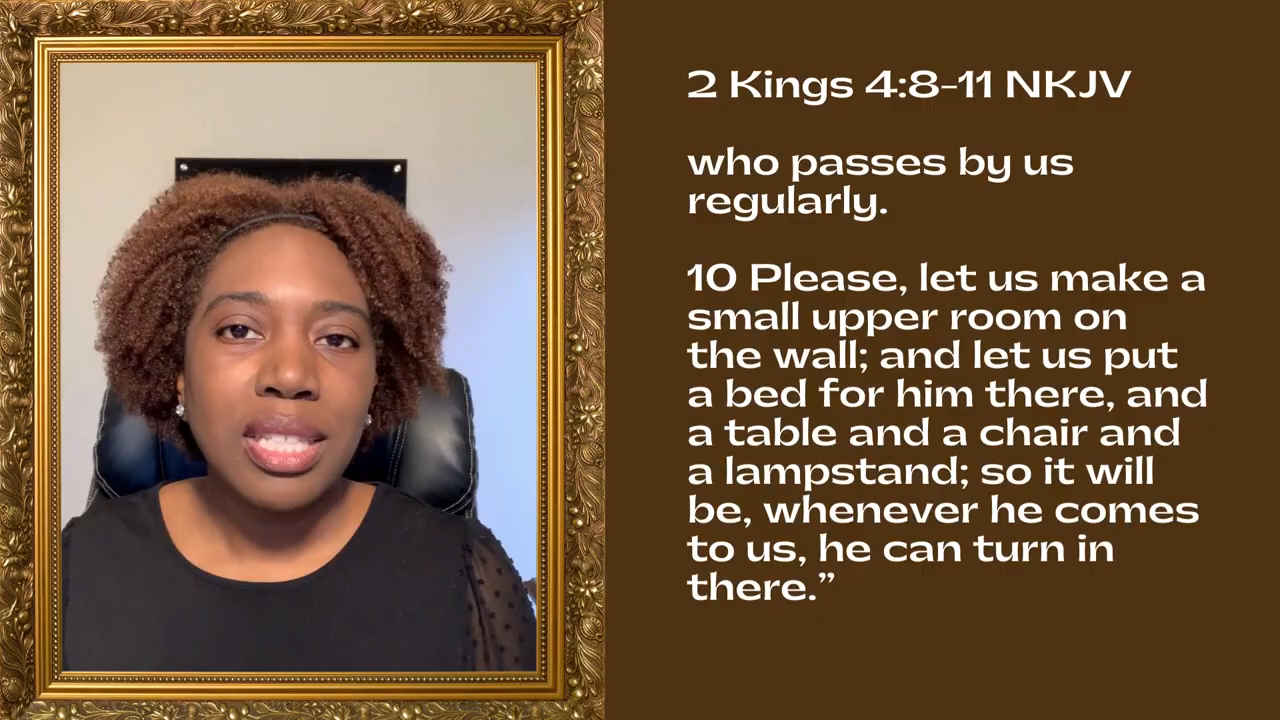 2 Kings 4:8-11 NKJV
who passes by us
regularly.
10 Please, let us make a
small upper room on
the wall; and let us put
a bed for him there, and
a table and a chair and
a lampstand; so it will
be, whenever he comes
to us, he can turn in
there.”